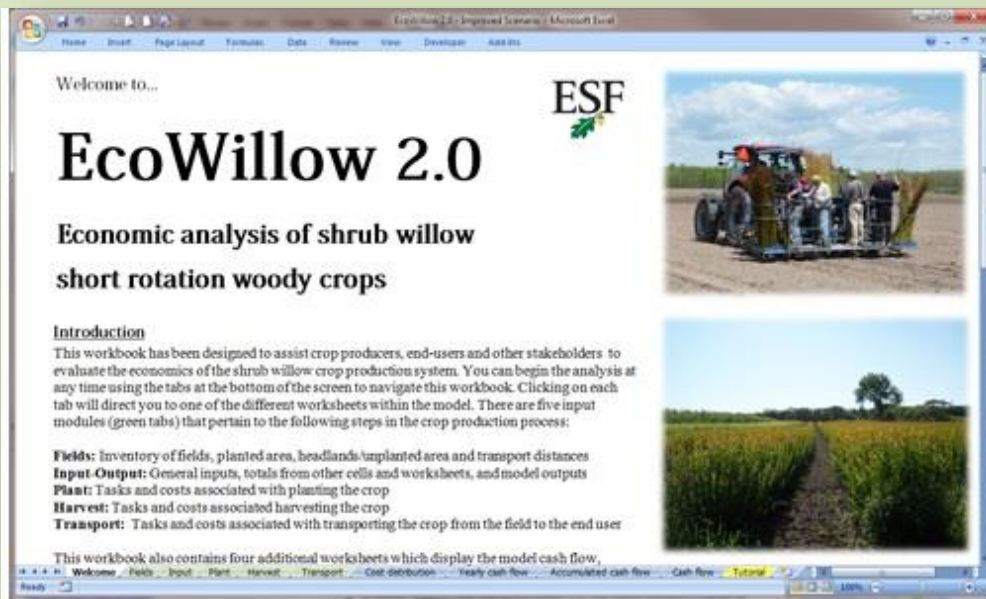 EcoWillow 2.0 - Improved Scenario - Microsoft Excel
Home Insert Page Layout Formulas Data Review View Developer Add-Ins
Welcome to...
ESF
EcoWillow 2.0
Economic analysis of shrub willow
short rotation woody crops
Introduction
This workbook has been designed to assist crop producers, end-users and other stakeholders to
evaluate the economics of the shrub willow crop production system. You can begin the analysis at
any time using the tabs at the bottom of the screen to navigate this workbook. Clicking on each
tab will direct you to one of the different worksheets within the model. There are five input
modules (green tabs) that pertain to the following steps in the crop production process:
Fields: Inventory of fields, planted area, headlands/unplanted area and transport distances
Input-Output: General inputs, totals from other cells and worksheets, and model outputs
Plant: Tasks and costs associated with planting the crop
Harvest: Tasks and costs associated harvesting the crop
Transport: Tasks and costs associated with transporting the crop from the field to the end user
This workbook also contains four additional worksheets which display the model cash flow,
Welcome Fields Input Plant Harvest Transport Cost distribution Yearly cash flow Accumulated cash flow Cash flow Tutorial
Ready 100%